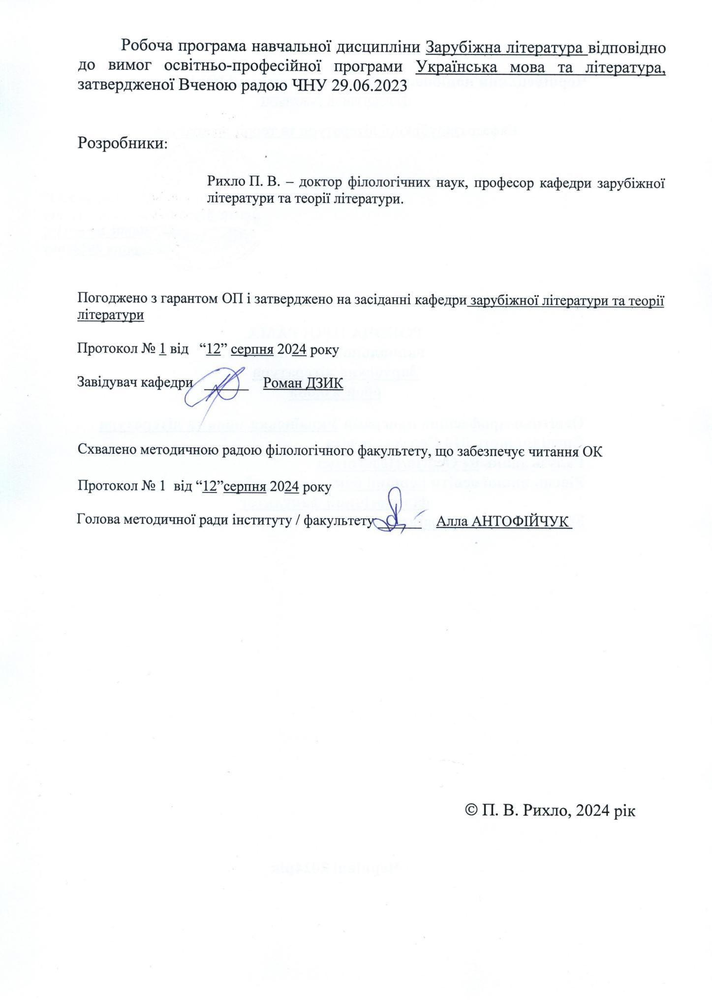 Робоча програма навчальної дисципліни Зарубіжна література відповідно
до вимог освітньо-професійної програми Українська мова та література,
затвердженої Вченою радою ЧНУ 29.06.2023
Розробники:
Рихло П. В. – доктор філологічних наук, професор кафедри зарубіжної
літератури та теорії літератури.
Погоджено з гарантом ОП і затверджено на засіданні кафедри зарубіжної літератури та теорії
літератури
Протокол № 1 від “12” серпня 2024 року
Завідувач кафедри ______ Роман ДЗИК
Схвалено методичною радою філологічного факультету, що забезпечує читання ОК
Протокол № 1 від “12”серпня 2024 року
Голова методичної ради інституту / факультету ______ Алла АНТОФІЙЧУК
© П. В. Рихло, 2024 рік